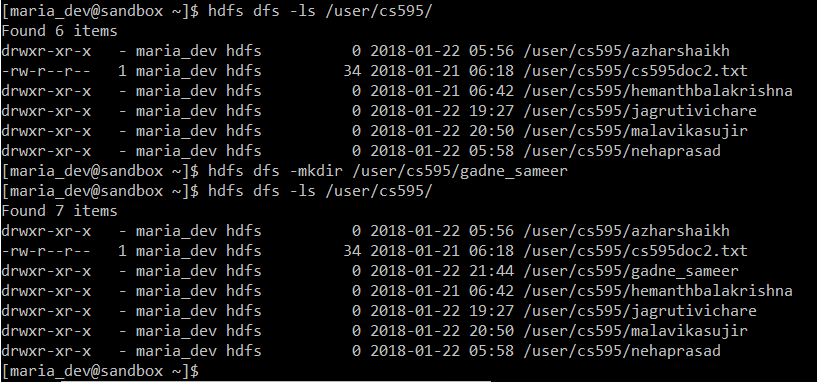 [maria_dev@sandbox ~]$ hdfs dfs -ls /user/cs595/
Found 6 items
drwxr-xr-x   - maria_dev hdfs          0 2018-01-22 05:56 /user/cs595/azharshaikh
-rw-r--r--   1 maria_dev hdfs         34 2018-01-21 06:18 /user/cs595/cs595doc2.txt
drwxr-xr-x   - maria_dev hdfs          0 2018-01-21 06:42 /user/cs595/hemanthbalakrishna
drwxr-xr-x   - maria_dev hdfs          0 2018-01-22 19:27 /user/cs595/jagrutivichare
drwxr-xr-x   - maria_dev hdfs          0 2018-01-22 20:50 /user/cs595/malavikasujir
drwxr-xr-x   - maria_dev hdfs          0 2018-01-22 05:58 /user/cs595/nehaprasad
[maria_dev@sandbox ~]$ hdfs dfs -mkdir /user/cs595/gadne_sameer
[maria_dev@sandbox ~]$ hdfs dfs -ls /user/cs595/
Found 7 items
drwxr-xr-x   - maria_dev hdfs          0 2018-01-22 05:56 /user/cs595/azharshaikh
-rw-r--r--   1 maria_dev hdfs         34 2018-01-21 06:18 /user/cs595/cs595doc2.txt
drwxr-xr-x   - maria_dev hdfs          0 2018-01-22 21:44 /user/cs595/gadne_sameer
drwxr-xr-x   - maria_dev hdfs          0 2018-01-21 06:42 /user/cs595/hemanthbalakrishna
drwxr-xr-x   - maria_dev hdfs          0 2018-01-22 19:27 /user/cs595/jagrutivichare
drwxr-xr-x   - maria_dev hdfs          0 2018-01-22 20:50 /user/cs595/malavikasujir
drwxr-xr-x   - maria_dev hdfs          0 2018-01-22 05:58 /user/cs595/nehaprasad
[maria_dev@sandbox ~]$